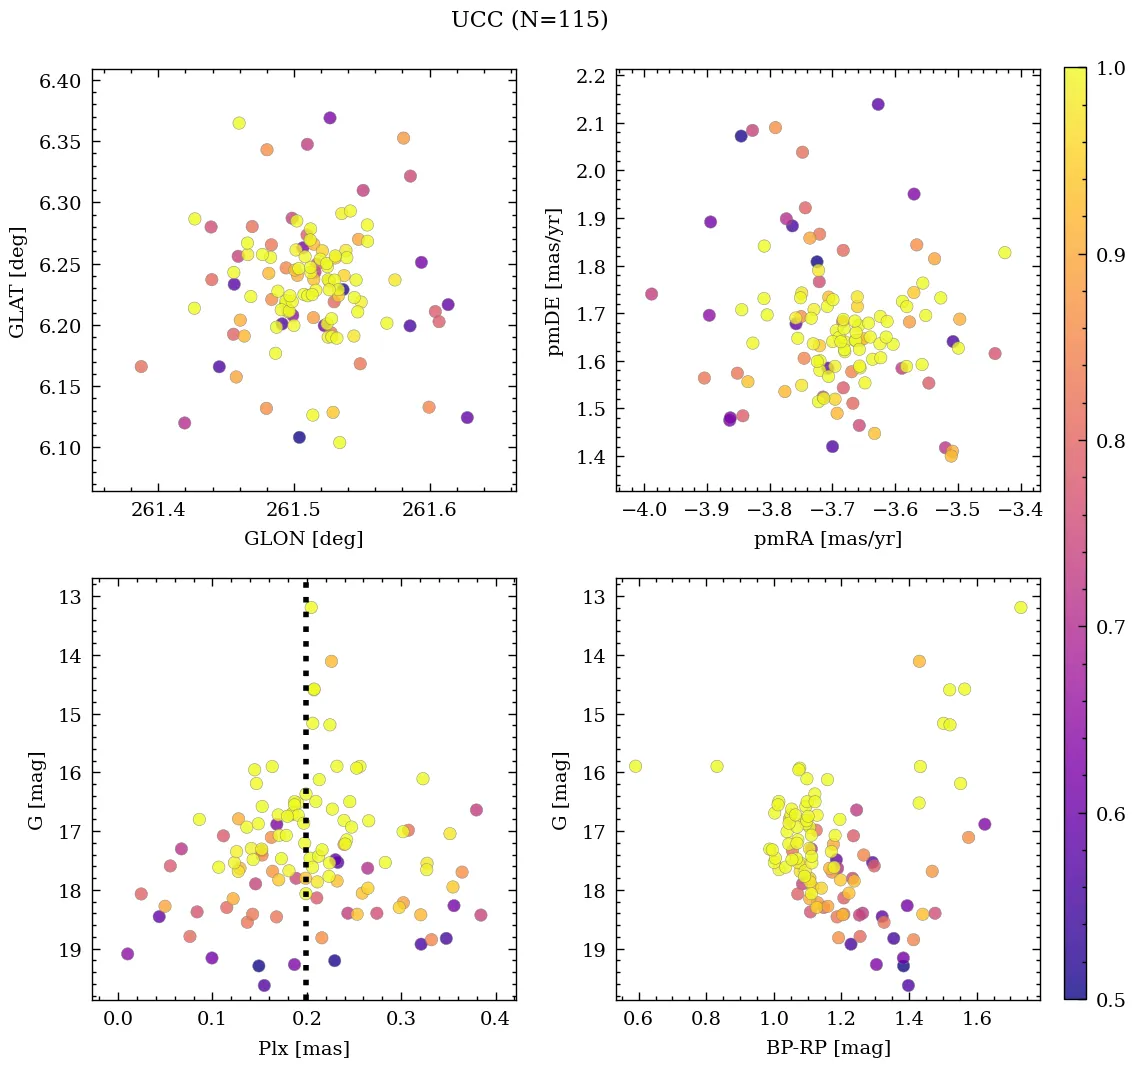 UCC (N=115)
6.40
6.35
6.30
6.25
6.20
6.15
6.10
GLAT [deg]
261.4 261.5 261.6
GLON [deg]
2.2
2.1
2.0
1.9
1.8
1.7
1.6
1.5
1.4
pmDE [mas/yr]
−4.0 −3.9 −3.8 −3.7 −3.6 −3.5 −3.4
pmRA [mas/yr]
13
14
15
16
17
18
19
G [mag]
0.0 0.1 0.2 0.3 0.4
Plx [mas]
13
14
15
16
17
18
19
G [mag]
0.6 0.8 1.0 1.2 1.4 1.6
BP-RP [mag]
1.0
0.9
0.8
0.7
0.6
0.5